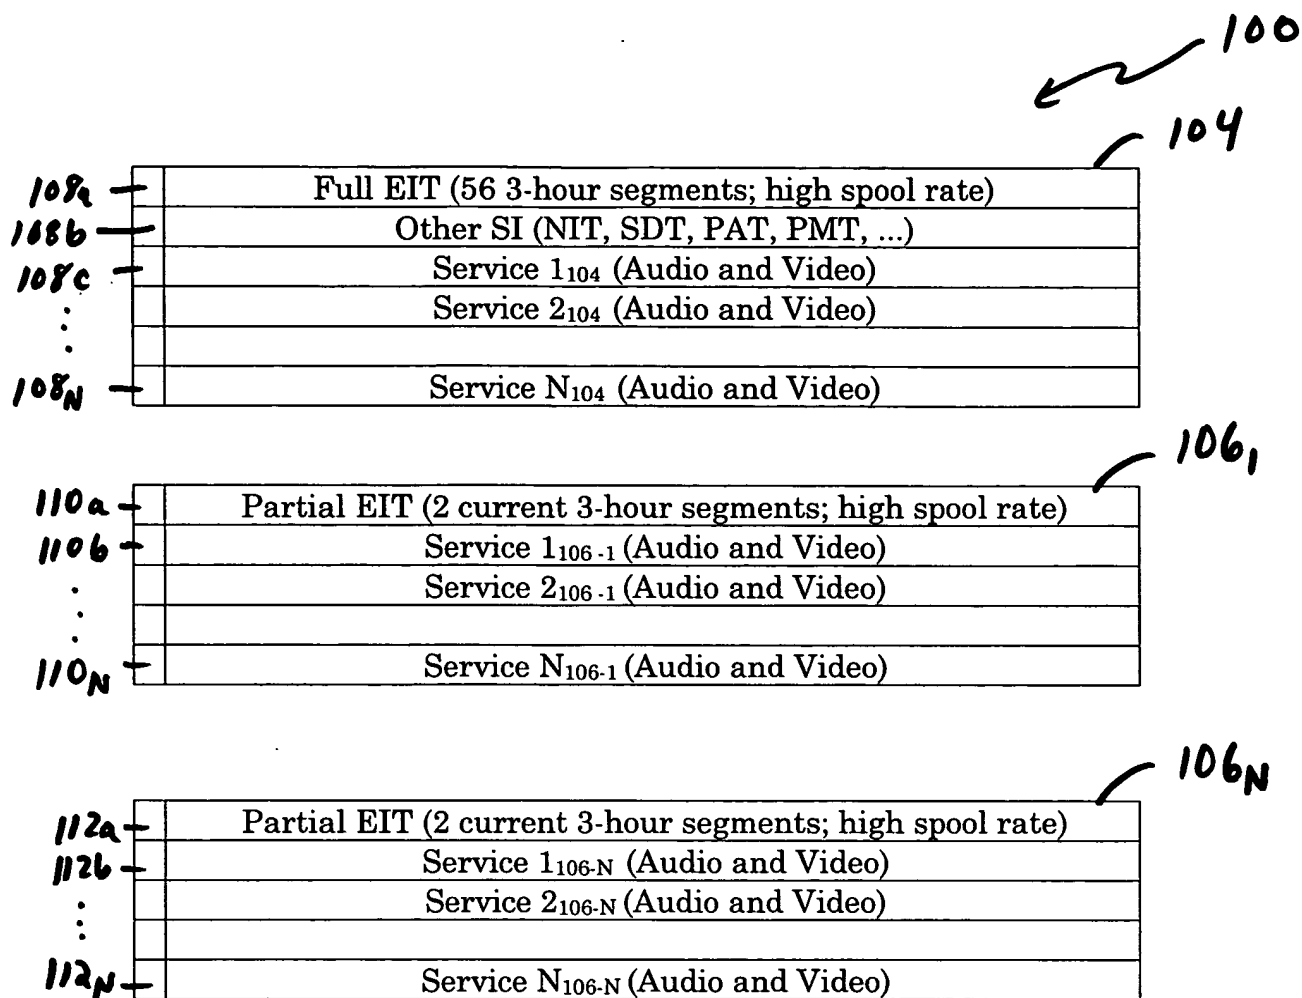 100
104
108a Full EIT (56 3-hour segments; high spool rate)
108b Other SI (NIT, SDT, PAT, PMT, ...)
108c Service 1₁₀₄ (Audio and Video)
Service 2₁₀₄ (Audio and Video)
108N Service N₁₀₄ (Audio and Video)
106₁
110a Partial EIT (2 current 3-hour segments; high spool rate)
110b Service 1₁₀₆₋₁ (Audio and Video)
Service 2₁₀₆₋₁ (Audio and Video)
110N Service N₁₀₆₋₁ (Audio and Video)
106N
112a Partial EIT (2 current 3-hour segments; high spool rate)
112b Service 1₁₀₆₋N (Audio and Video)
Service 2₁₀₆₋N (Audio and Video)
112N Service N₁₀₆₋N (Audio and Video)